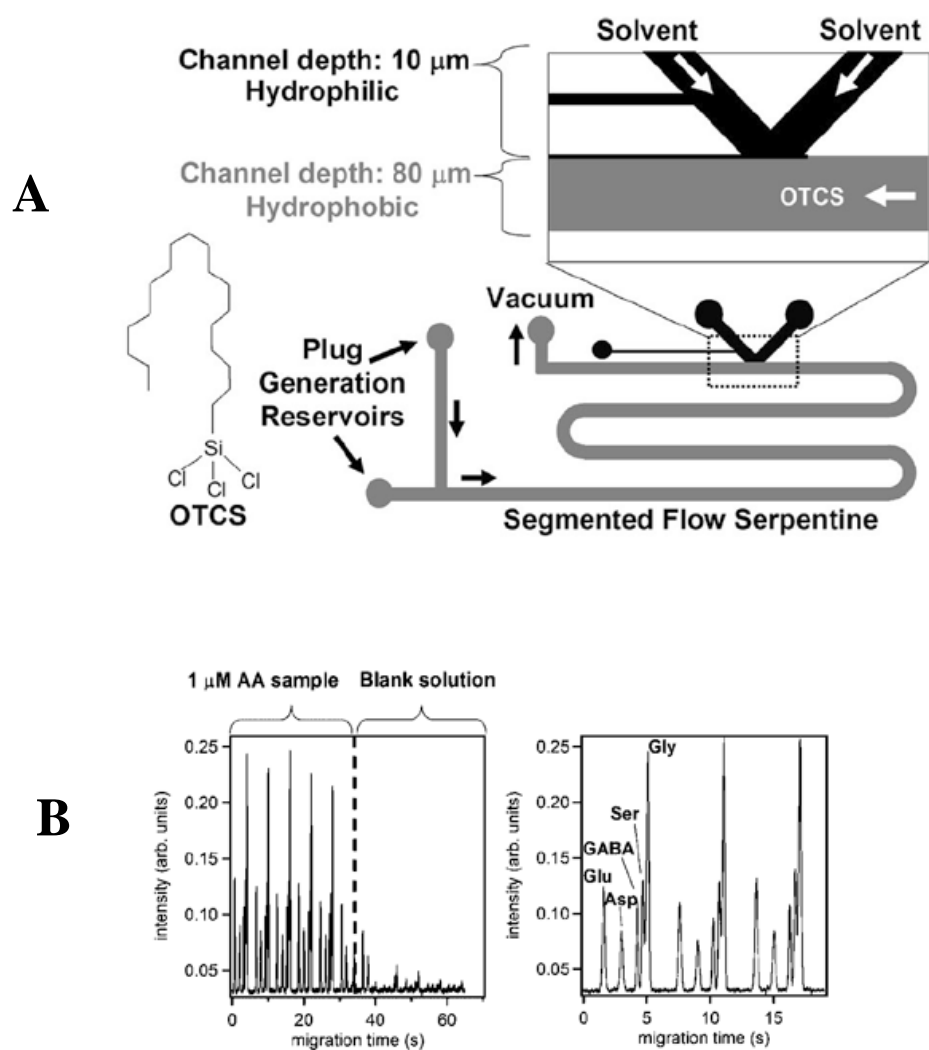 A
Solvent Solvent
Channel depth: 10 μm
Hydrophilic
Channel depth: 80 μm
Hydrophobic
OTCS
Vacuum
Plug
Generation
Reservoirs
Si
Cl Cl Cl
OTCS
Segmented Flow Serpentine
B
1 μM AA sample Blank solution
intensity (arb. units)
0.25
0.20
0.15
0.10
0.05
0 20 40 60
migration time (s)
intensity (arb. units)
0.25
0.20
0.15
0.10
0.05
Gly
Ser
GABA
Glu
Asp
0 5 10 15
migration time (s)